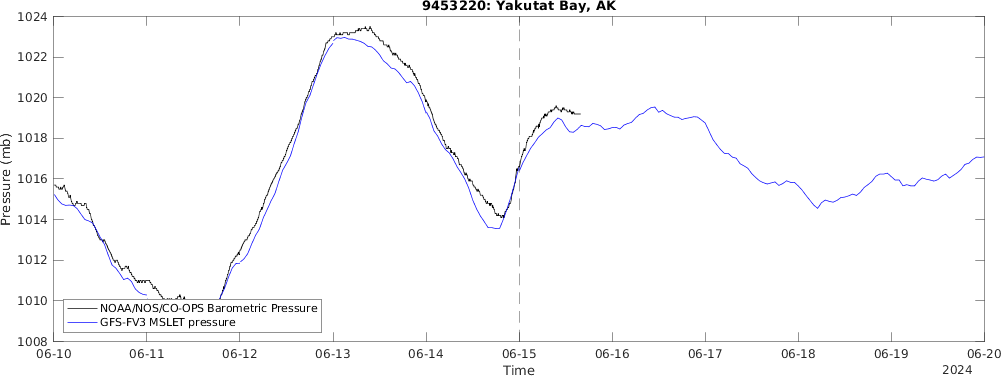 9453220: Yakutat Bay, AK
1024
1022
1020
1018
1016
1014
1012
1010
1008
Pressure (mb)
NOAA/NOS/CO-OPS Barometric Pressure
GFS-FV3 MSLET pressure
06-10 06-11 06-12 06-13 06-14 06-15 06-16 06-17 06-18 06-19 06-20
Time
2024